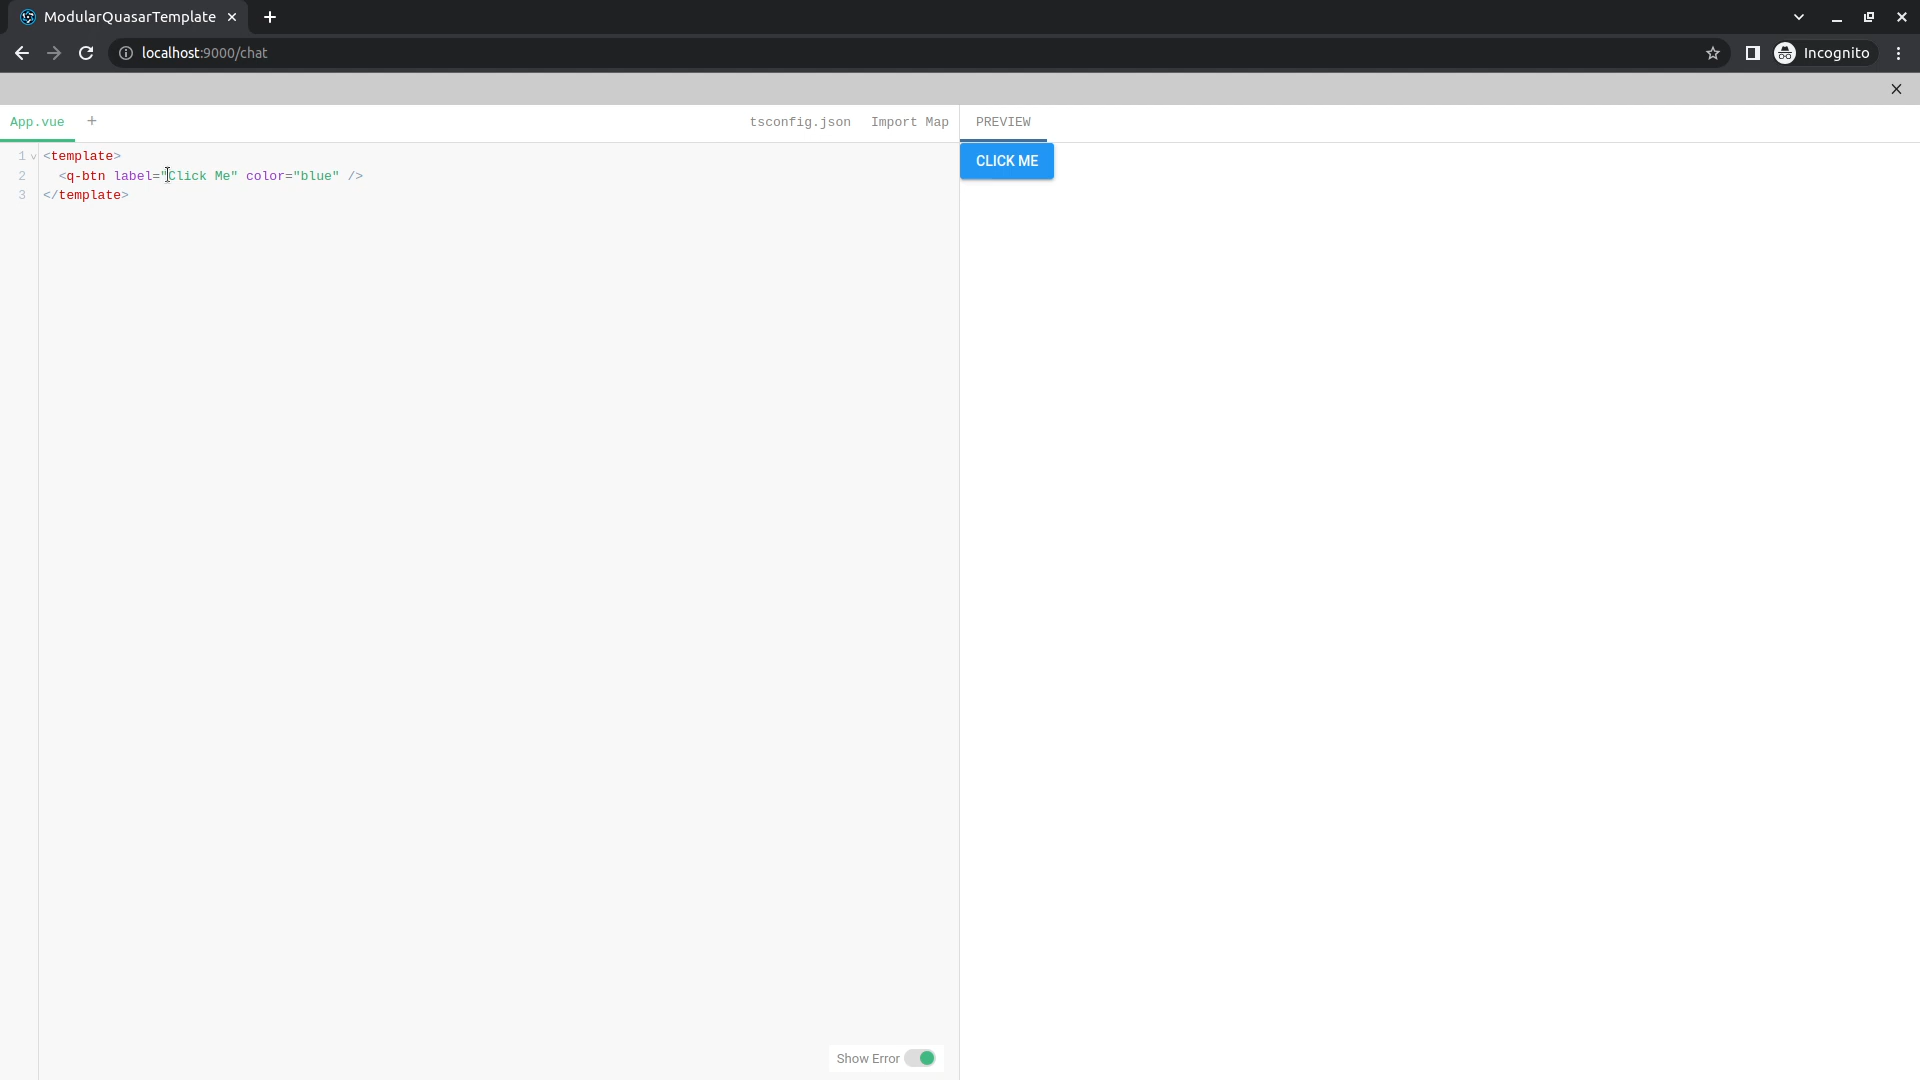 ModularQuasarTemplate
localhost:9000/chat
Incognito
App.vue
tsconfig.json
Import Map
PREVIEW
1 <template>
2 <q-btn label="Click Me" color="blue" />
3 </template>
CLICK ME
Show Error